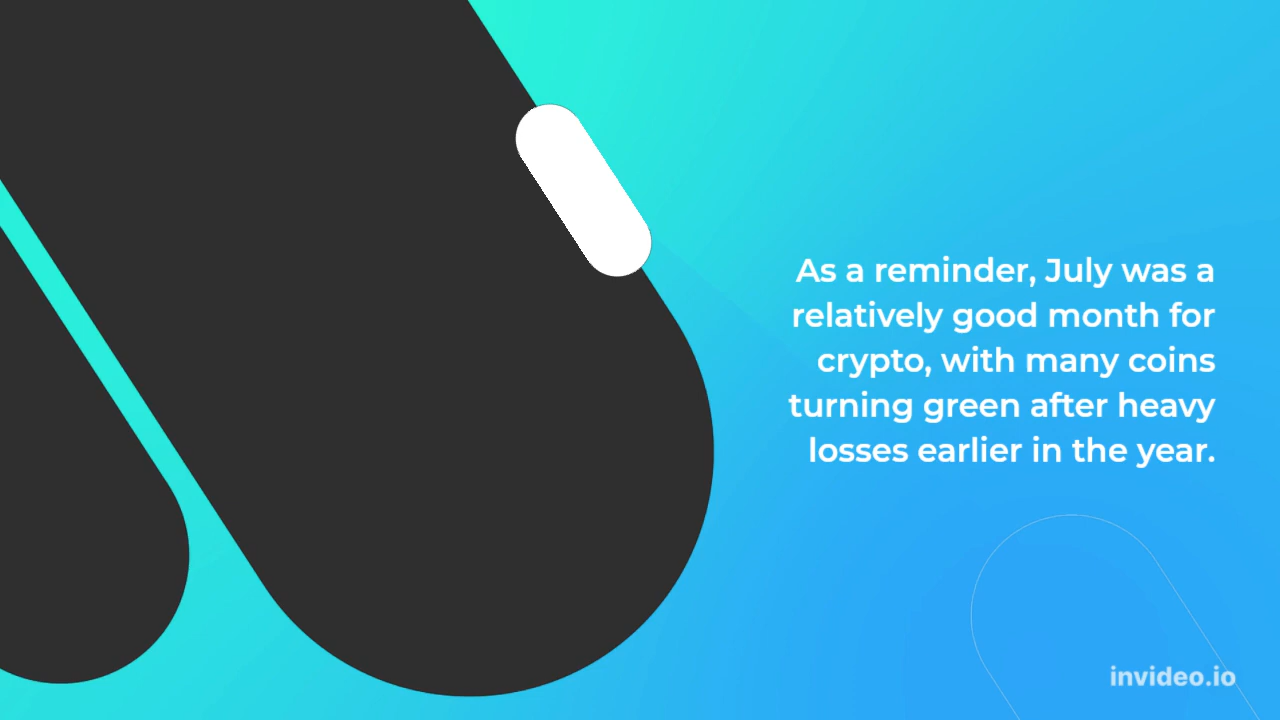 As a reminder, July was a
relatively good month for
crypto, with many coins
turning green after heavy
losses earlier in the year.
invideo.io